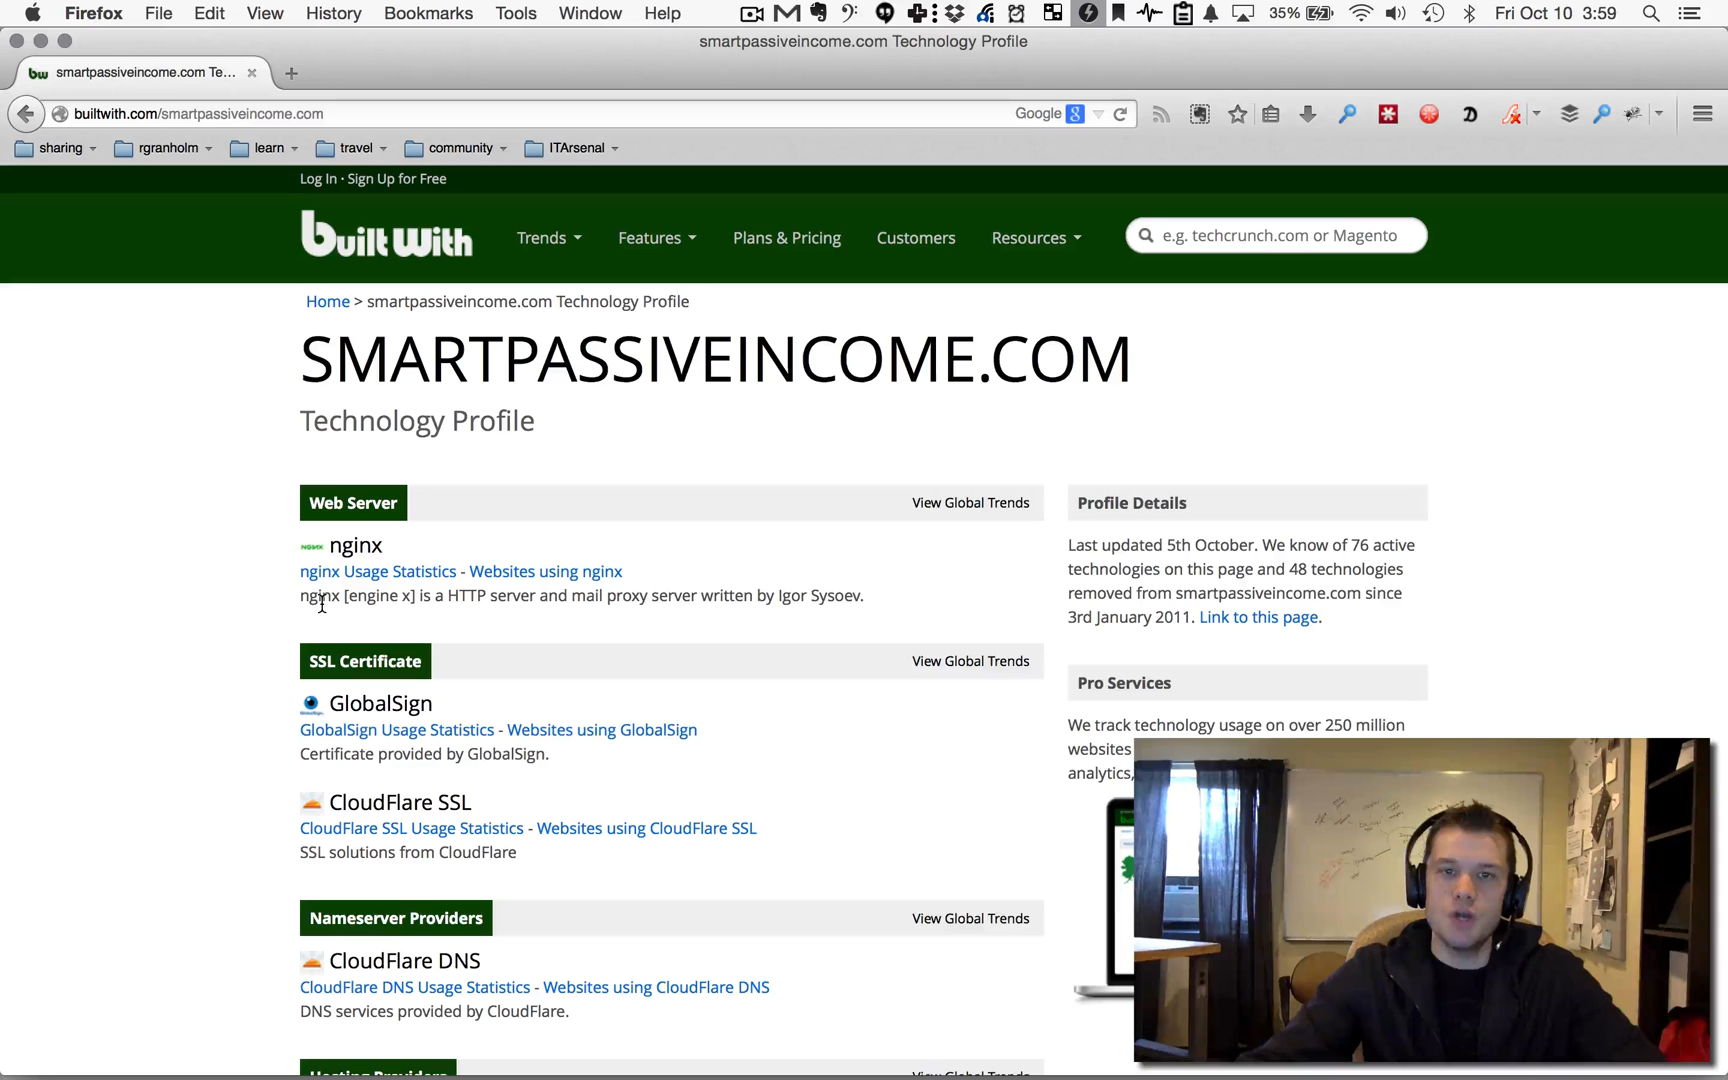 Firefox File Edit View History Bookmarks Tools Window Help 35% Fri Oct 10 3:59
smartpassiveincome.com Technology Profile
bw smartpassiveincome.com Te...
builtwith.com/smartpassiveincome.com Google 8
sharing rgranholm learn travel community ITArsenal
Log In · Sign Up for Free
built With Trends Features Plans & Pricing Customers Resources e.g. techcrunch.com or Magento
Home > smartpassiveincome.com Technology Profile
SMARTPASSIVEINCOME.COM
Technology Profile
Web Server View Global Trends
NGINX nginx
nginx Usage Statistics - Websites using nginx
nginx [engine x] is a HTTP server and mail proxy server written by Igor Sysoev.
SSL Certificate View Global Trends
GlobalSign
GlobalSign Usage Statistics - Websites using GlobalSign
Certificate provided by GlobalSign.
CloudFlare SSL
CloudFlare SSL Usage Statistics - Websites using CloudFlare SSL
SSL solutions from CloudFlare
Nameserver Providers View Global Trends
CloudFlare DNS
CloudFlare DNS Usage Statistics - Websites using CloudFlare DNS
DNS services provided by CloudFlare.
Hosting Providers View Global Trends
Profile Details
Last updated 5th October. We know of 76 active
technologies on this page and 48 technologies
removed from smartpassiveincome.com since
3rd January 2011. Link to this page.
Pro Services
We track technology usage on over 250 million
websites
analytics,